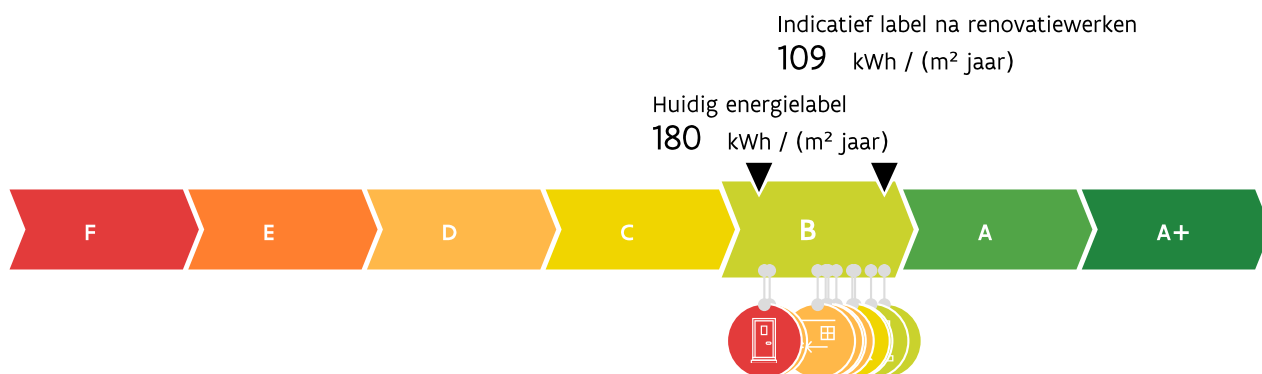 Indicatief label na renovatiewerken
109 kWh / (m² jaar)
Huidig energielabel
180 kWh / (m² jaar)
F E D C B A A+